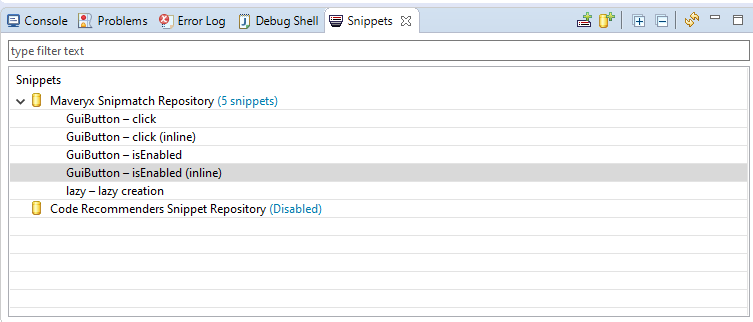 Console Problems Error Log Debug Shell Snippets
type filter text
Snippets
Maveryx Snipmatch Repository (5 snippets)
GuiButton – click
GuiButton – click (inline)
GuiButton – isEnabled
GuiButton – isEnabled (inline)
lazy – lazy creation
Code Recommenders Snippet Repository (Disabled)